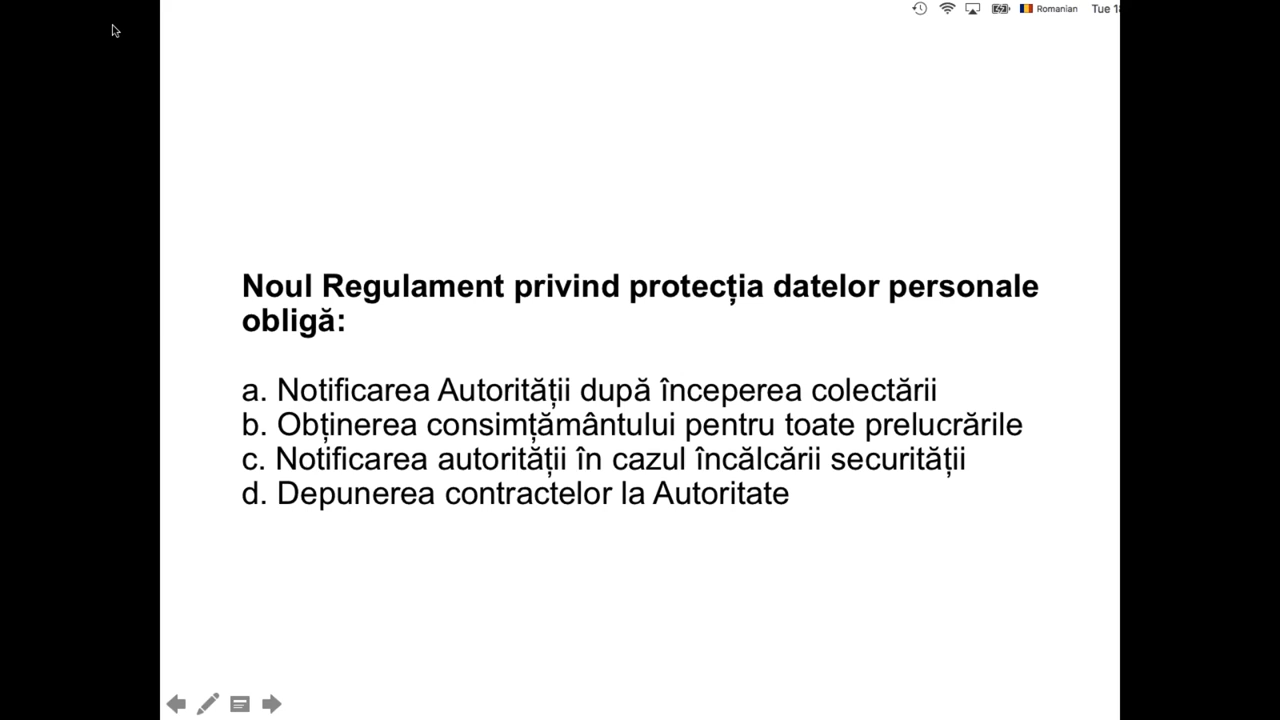 Romanian Tue
Noul Regulament privind protecția datelor personale
obligă:
a. Notificarea Autorității după începerea colectării
b. Obținerea consimțământului pentru toate prelucrările
c. Notificarea autorității în cazul încălcării securității
d. Depunerea contractelor la Autoritate